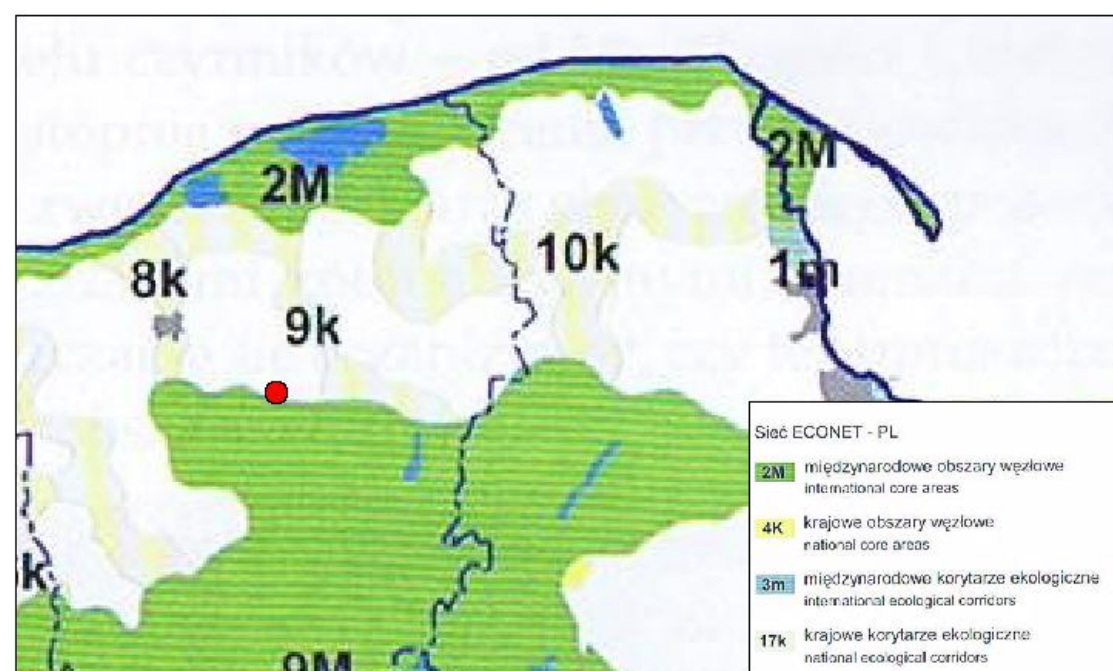 2M
2M
8k
10k
1m
9k
k
9M
Sieć ECONET - PL
2M międzynarodowe obszary węzłowe
international core areas
4K krajowe obszary węzłowe
national core areas
3m międzynarodowe korytarze ekologiczne
international ecological corridors
17k krajowe korytarze ekologiczne
national ecological corridors